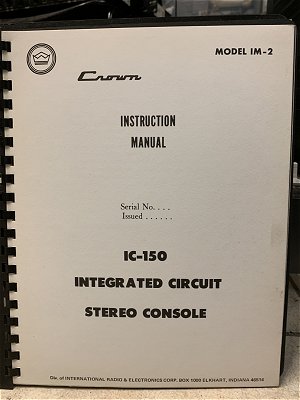 MODEL IM-2
Crown
INSTRUCTION
MANUAL
Serial No. . . .
Issued . . . . . .
IC-150
INTEGRATED CIRCUIT
STEREO CONSOLE
Div. of INTERNATIONAL RADIO & ELECTRONICS CORP. BOX 1000 ELKHART, INDIANA 46514